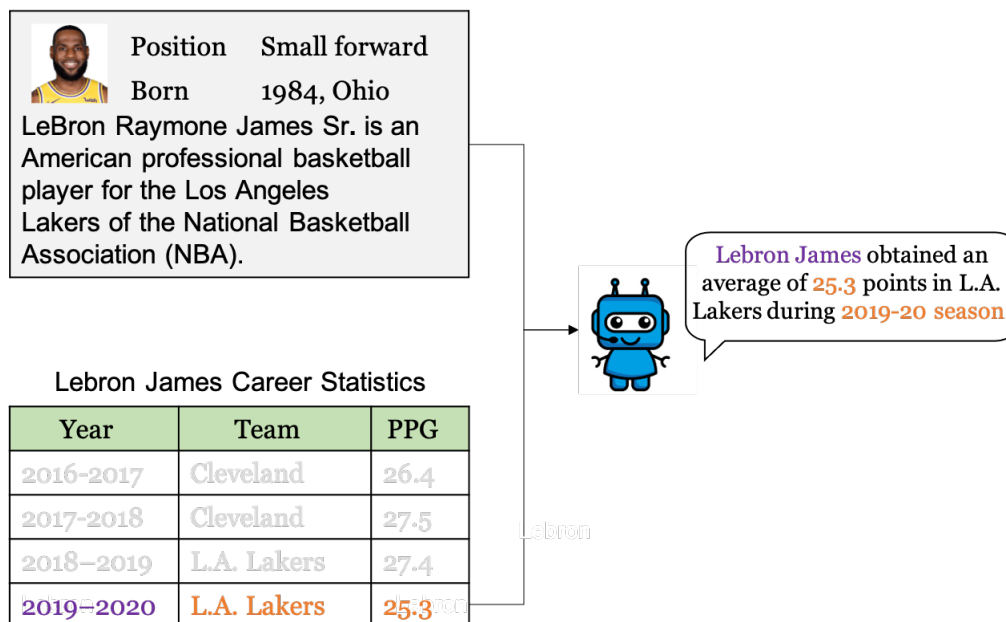 Position Small forward
Born 1984, Ohio
LeBron Raymone James Sr. is an
American professional basketball
player for the Los Angeles
Lakers of the National Basketball
Association (NBA).
Lebron James obtained an
average of 25.3 points in L.A.
Lakers during 2019-20 season
Lebron James Career Statistics
Year Team PPG
2016-2017 Cleveland 26.4
2017-2018 Cleveland 27.5
2018–2019 L.A. Lakers 27.4
2019–2020 L.A. Lakers 25.3
Lebron